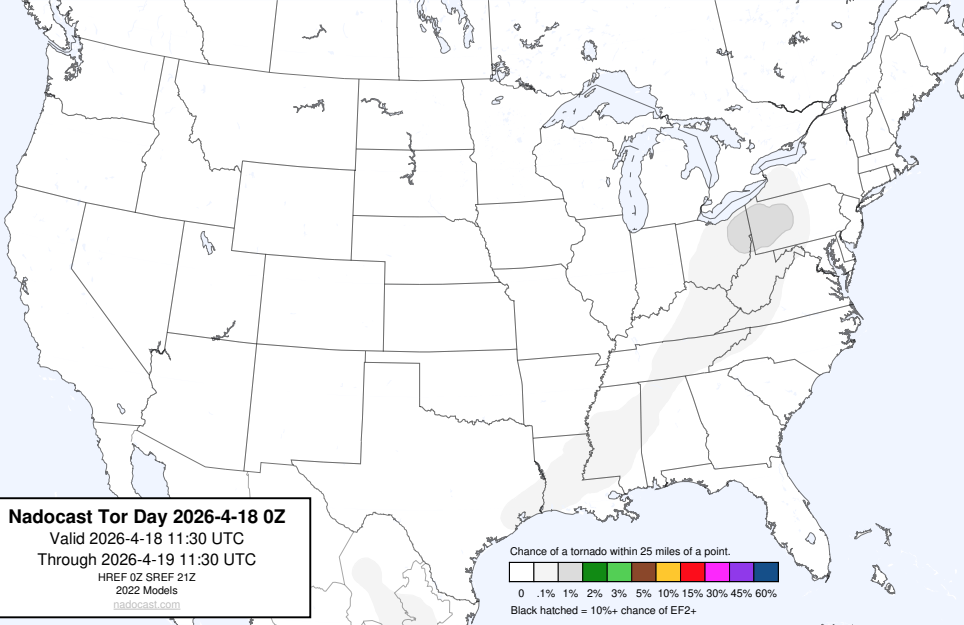 Nadocast Tor Day 2026-4-18 0Z
Valid 2026-4-18 11:30 UTC
Through 2026-4-19 11:30 UTC
HREF 0Z SREF 21Z
2022 Models
nadocast.com
Chance of a tornado within 25 miles of a point.
0 .1% 1% 2% 3% 5% 10% 15% 30% 45% 60%
Black hatched = 10%+ chance of EF2+